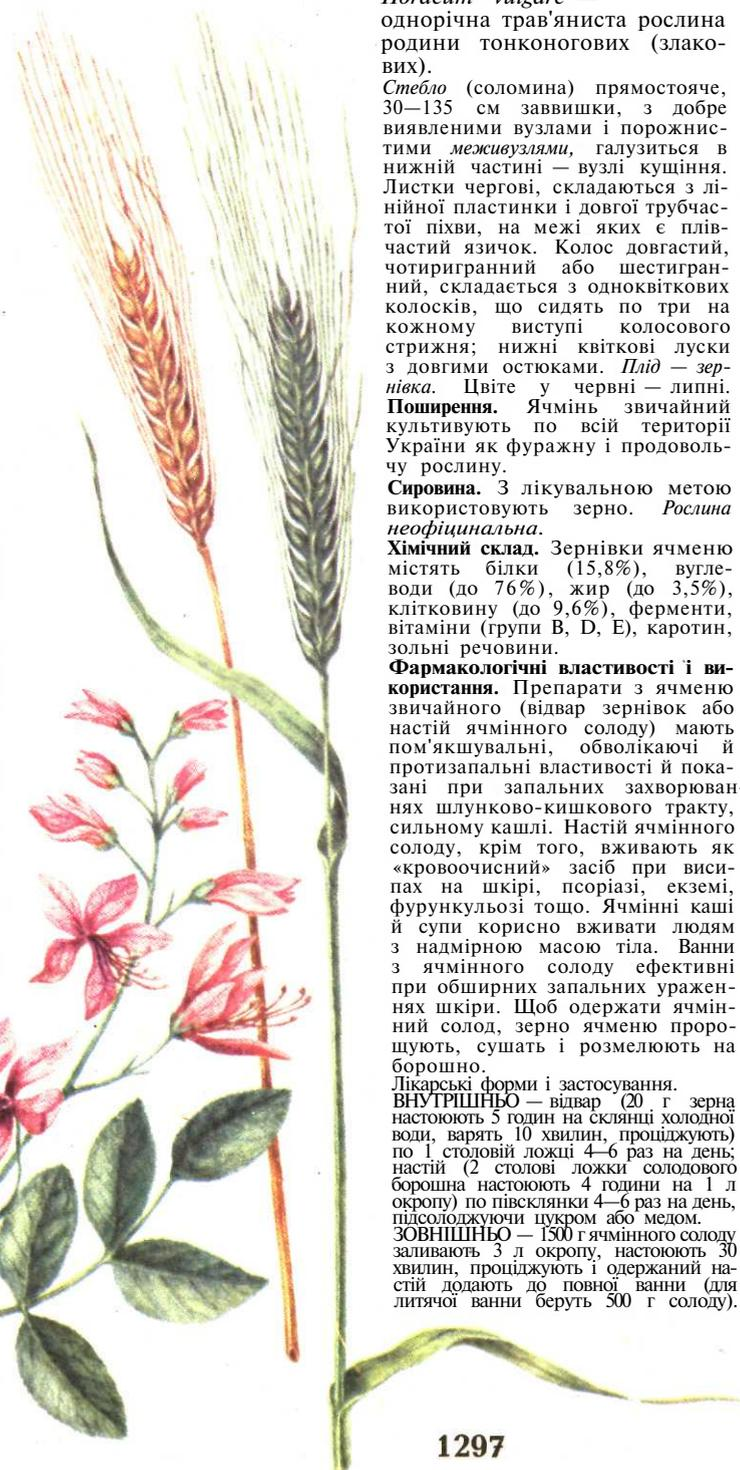 Hordeum vulgare —
однорічна трав'яниста рослина
родини тонконогових (злако-
вих).
Стебло (соломина) прямостояче,
30—135 см заввишки, з добре
виявленими вузлами і порожнис-
тими меживузлями, галузиться в
нижній частині — вузлі кущіння.
Листки чергові, складаються з лі-
нійної пластинки і довгої трубчас-
тої піхви, на межі яких є плів-
частий язичок. Колос довгастий,
чотиригранний або шестигран-
ний, складається з одноквіткових
колосків, що сидять по три на
кожному виступі колосового
стрижня; нижні квіткові луски
з довгими остюками. Плід — зер-
нівка. Цвіте у червні — липні.
Поширення. Ячмінь звичайний
культивують по всій території
України як фуражну і продоволь-
чу рослину.
Сировина. З лікувальною метою
використовують зерно. Рослина
неофіцинальна.
Хімічний склад. Зернівки ячменю
містять білки (15,8%), вугле-
води (до 76%), жир (до 3,5%),
клітковину (до 9,6%), ферменти,
вітаміни (групи В, D, Е), каротин,
зольні речовини.
Фармакологічні властивості і ви-
користання. Препарати з ячменю
звичайного (відвар зернівок або
настій ячмінного солоду) мають
пом'якшувальні, обволікаючі й
протизапальні властивості й пока-
зані при запальних захворюван-
нях шлунково-кишкового тракту,
сильному кашлі. Настій ячмінного
солоду, крім того, вживають як
«кровоочисний» засіб при виси-
пах на шкірі, псоріазі, екземі,
фурункульозі тощо. Ячмінні каші
й супи корисно вживати людям
з надмірною масою тіла. Ванни
з ячмінного солоду ефективні
при обширних запальних уражен-
нях шкіри. Щоб одержати ячмін-
ний солод, зерно ячменю проро-
щують, сушать і розмелюють на
борошно.
Лікарські форми і застосування.
ВНУТРІШНЬО — відвар (20 г зерна
настоюють 5 годин на склянці холодної
води, варять 10 хвилин, проціджують)
по 1 столовій ложці 4—6 раз на день;
настій (2 столові ложки солодового
борошна настоюють 4 години на 1 л
окропу) по півсклянки 4—6 раз на день,
підсолоджуючи цукром або медом.
ЗОВНІШНЬО — 1500 г ячмінного солоду
заливають 3 л окропу, настоюють 30
хвилин, проціджують і одержаний на-
стій додають до повної ванни (для
литячої ванни беруть 500 г солоду).
1297